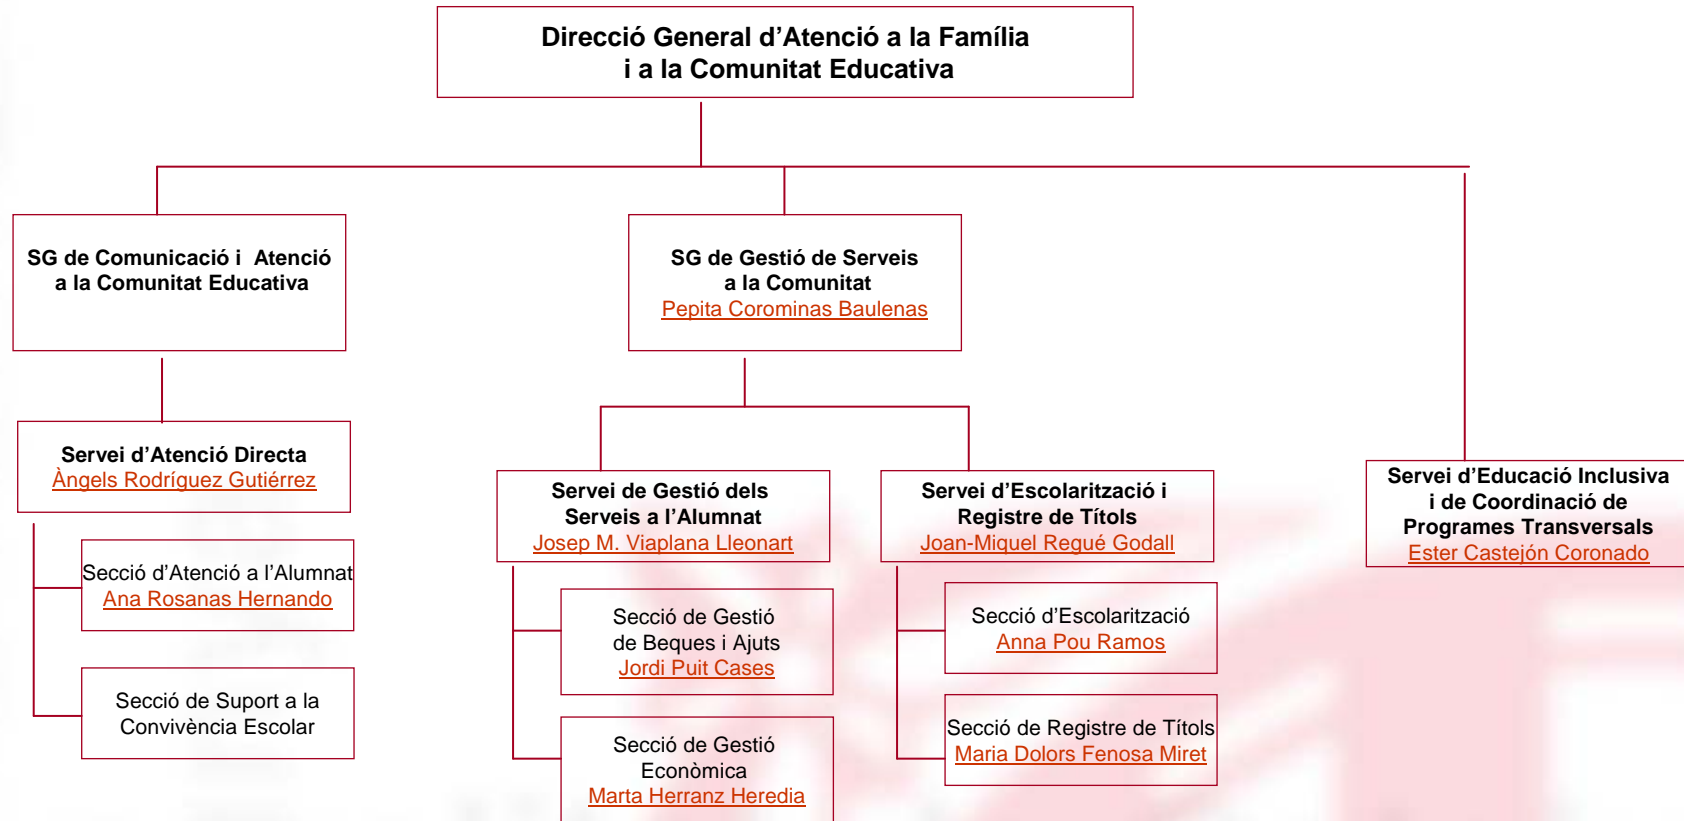 Direcció General d’Atenció a la Família
i a la Comunitat Educativa
SG de Comunicació i Atenció
a la Comunitat Educativa
SG de Gestió de Serveis
a la Comunitat
Pepita Corominas Baulenas
Servei d’Atenció Directa
Àngels Rodríguez Gutiérrez
Secció d’Atenció a l’Alumnat
Ana Rosanas Hernando
Secció de Suport a la
Convivència Escolar
Servei de Gestió dels
Serveis a l’Alumnat
Josep M. Viaplana Lleonart
Secció de Gestió
de Beques i Ajuts
Jordi Puit Cases
Secció de Gestió
Econòmica
Marta Herranz Heredia
Servei d’Escolarització i
Registre de Títols
Joan-Miquel Regué Godall
Secció d’Escolarització
Anna Pou Ramos
Secció de Registre de Títols
Maria Dolors Fenosa Miret
Servei d’Educació Inclusiva
i de Coordinació de
Programes Transversals
Ester Castejón Coronado